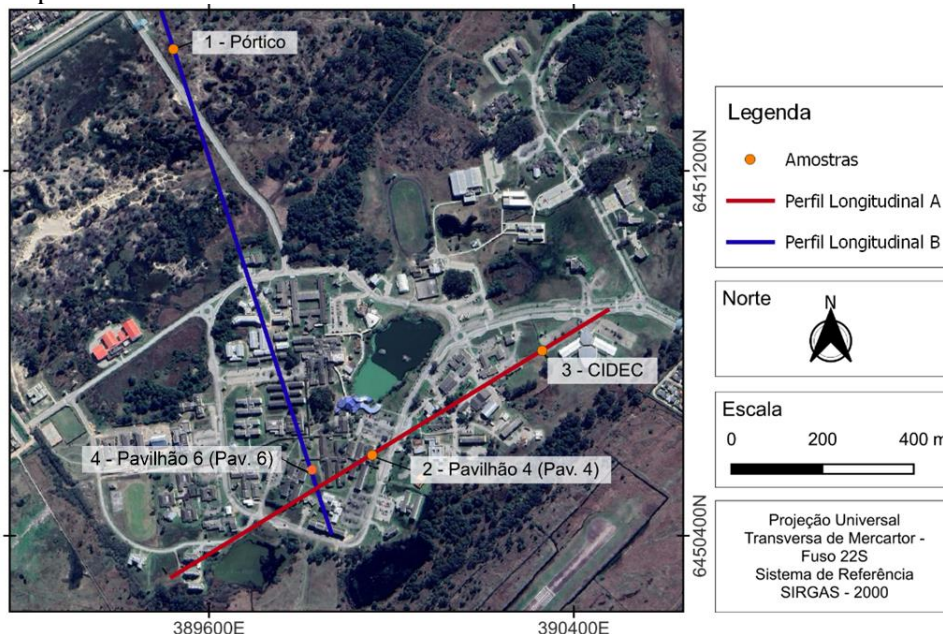 1 - Pórtico
3 - CIDEC
4 - Pavilhão 6 (Pav. 6)
2 - Pavilhão 4 (Pav. 4)
6451200N
6450400N
389600E
390400E
Legenda
Amostras
Perfil Longitudinal A
Perfil Longitudinal B
Norte
N
Escala
0 200 400 m
Projeção Universal
Transversa de Mercartor -
Fuso 22S
Sistema de Referência
SIRGAS - 2000